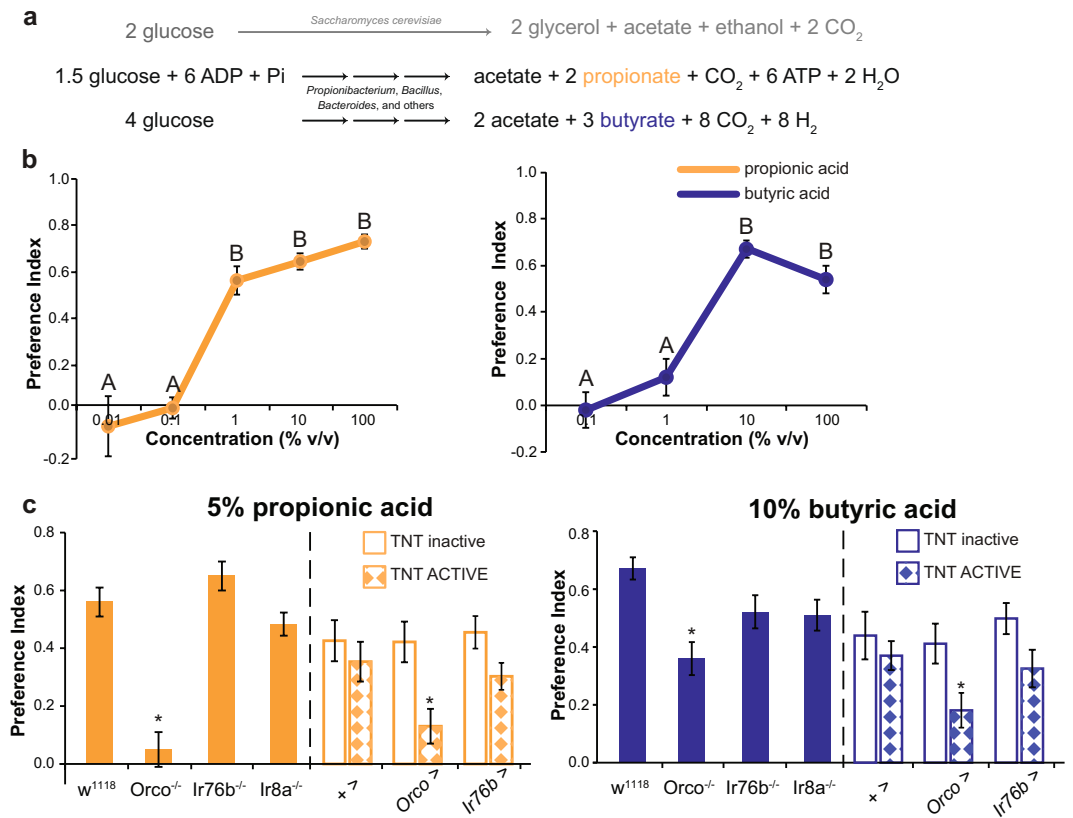 a
2 glucose Saccharomyces cerevisiae 2 glycerol + acetate + ethanol + 2 CO2
1.5 glucose + 6 ADP + Pi acetate + 2 propionate + CO2 + 6 ATP + 2 H2O
Propionibacterium, Bacillus,
Bacteroides, and others
4 glucose 2 acetate + 3 butyrate + 8 CO2 + 8 H2
b
Preference Index
1.0
0.8
0.6
0.4
0.2
0.0
-0.2
A A B B B
0.01 0.1 1 10 100
Concentration (% v/v)
propionic acid
butyric acid
Preference Index
1.0
0.8
0.6
0.4
0.2
0.0
-0.2
A A B B
0.1 1 10 100
Concentration (% v/v)
c
5% propionic acid
TNT inactive
TNT ACTIVE
Preference Index
0.8
0.6
0.4
0.2
0.0
* *
w1118 Orco-/- Ir76b-/- Ir8a-/- + > Orco > Ir76b >
10% butyric acid
TNT inactive
TNT ACTIVE
Preference Index
0.8
0.6
0.4
0.2
0.0
* *
w1118 Orco-/- Ir76b-/- Ir8a-/- + > Orco > Ir76b >